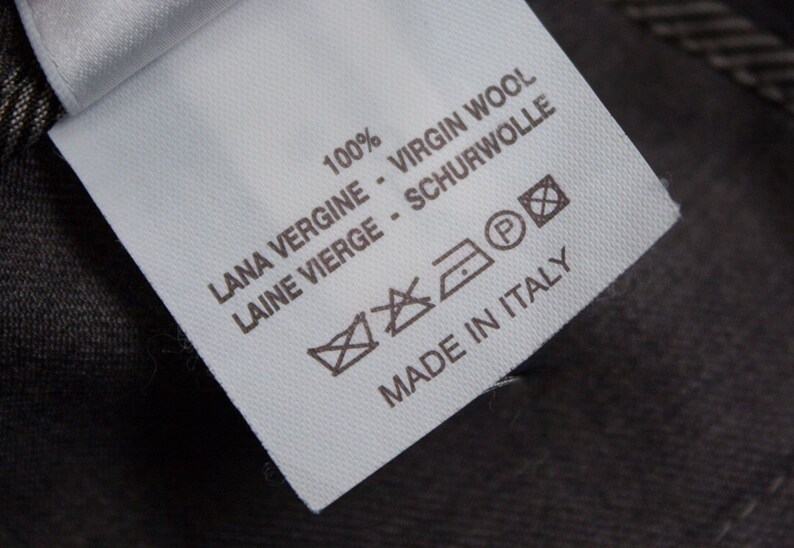 100%
LANA VERGINE - VIRGIN WOOL
LAINE VIERGE - SCHURWOLLE
P
MADE IN ITALY